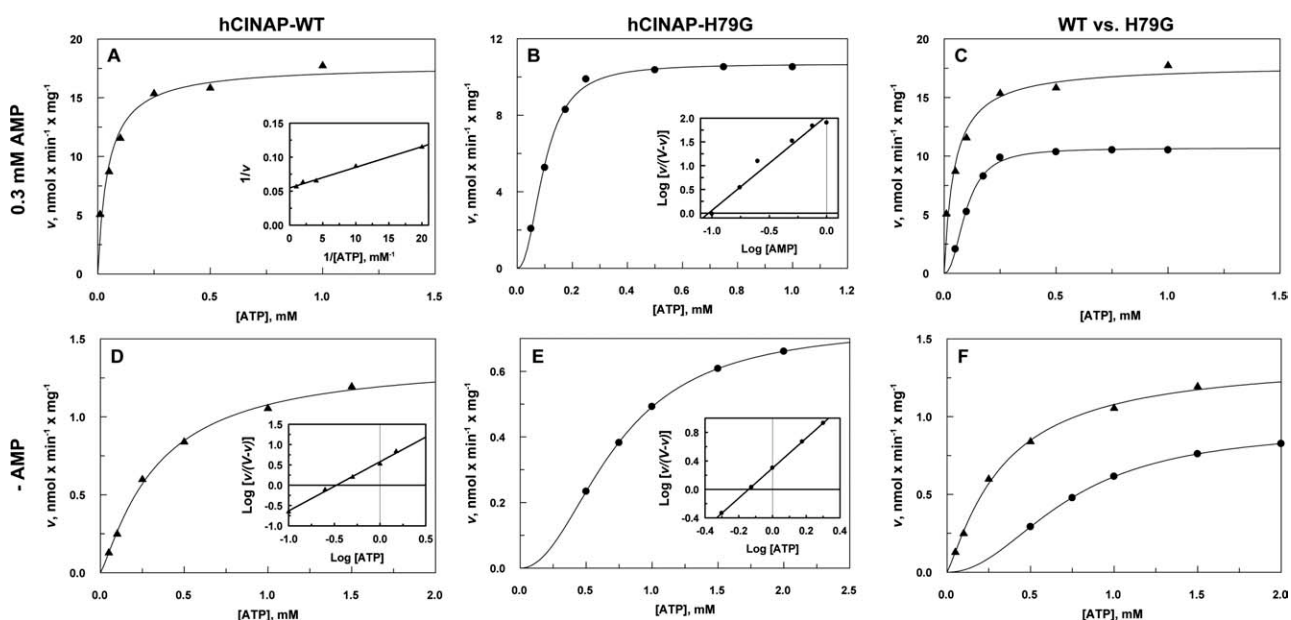 hCINAP-WT
hCINAP-H79G
WT vs. H79G
0.3 mM AMP
A
v, nmol x min-1 x mg-1
20
15
10
5
0
0.0 0.5 1.0 1.5
[ATP], mM
1/v
0.15
0.10
0.05
0.00
0 5 10 15 20
1/[ATP], mM-1
B
v, nmol x min-1 x mg-1
12
10
8
6
4
2
0
0.0 0.2 0.4 0.6 0.8 1.0 1.2
[ATP], mM
Log [v/(V-v)]
2.0
1.5
1.0
0.5
0.0
-1.0 -0.5 0.0
Log [AMP]
C
v, nmol x min-1 x mg-1
20
15
10
5
0
0.0 0.5 1.0 1.5
[ATP], mM
- AMP
D
v, nmol x min-1 x mg-1
1.5
1.0
0.5
0.0
0.0 0.5 1.0 1.5 2.0
[ATP], mM
Log [v/(V-v)]
1.5
1.0
0.5
0.0
-0.5
-1.0
-1.0 -0.5 0.0 0.5
Log [ATP]
E
v, nmol x min-1 x mg-1
0.6
0.4
0.2
0.0
0.0 0.5 1.0 1.5 2.0 2.5
[ATP], mM
Log [v/(V-v)]
0.8
0.4
0.0
-0.4
-0.4 -0.2 0.0 0.2 0.4
Log [ATP]
F
v, nmol x min-1 x mg-1
1.5
1.0
0.5
0.0
0.0 0.5 1.0 1.5 2.0
[ATP], mM